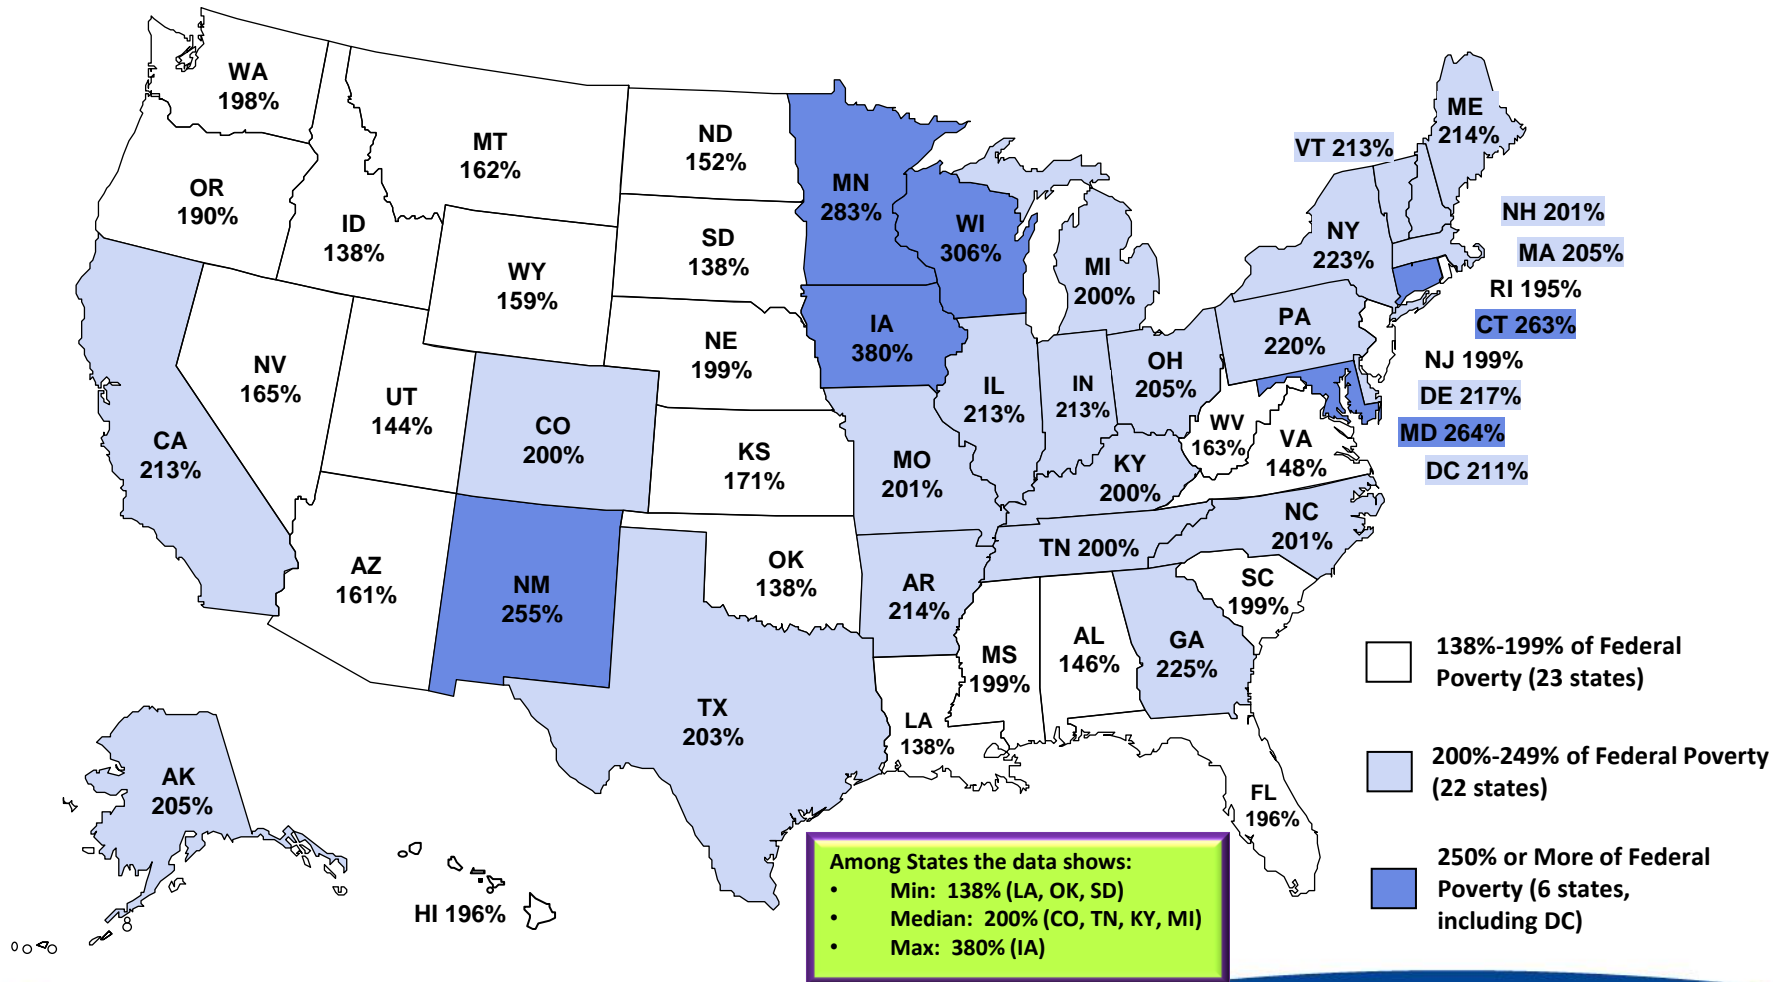 WA
198%
MT
162%
ND
152%
MN
283%
ME
214%
VT 213%
OR
190%
ID
138%
SD
138%
WI
306%
NY
223%
NH 201%
MA 205%
RI 195%
CT 263%
WY
159%
MI
200%
IA
380%
PA
220%
NJ 199%
DE 217%
MD 264%
DC 211%
NV
165%
UT
144%
NE
199%
IL
213%
IN
213%
OH
205%
WV
163%
VA
148%
CA
213%
CO
200%
KS
171%
MO
201%
KY
200%
NC
201%
TN 200%
AZ
161%
NM
255%
OK
138%
AR
214%
SC
199%
MS
199%
AL
146%
GA
225%
TX
203%
LA
138%
FL
196%
AK
205%
HI 196%
138%-199% of Federal
Poverty (23 states)
200%-249% of Federal Poverty
(22 states)
250% or More of Federal
Poverty (6 states,
including DC)
Among States the data shows:
• Min: 138% (LA, OK, SD)
• Median: 200% (CO, TN, KY, MI)
• Max: 380% (IA)